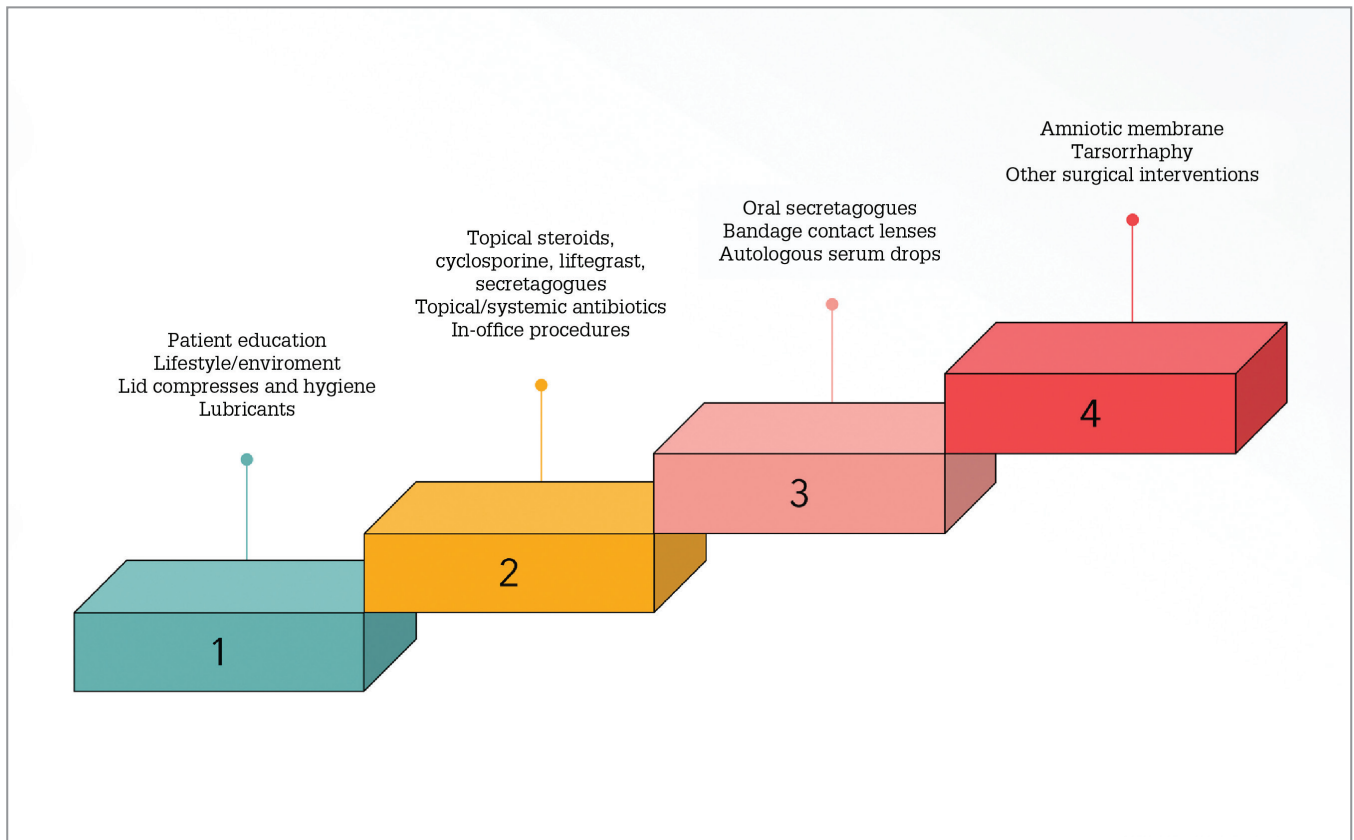 Patient education
Lifestyle/enviroment
Lid compresses and hygiene
Lubricants
1
Topical steroids,
cyclosporine, liftegrast,
secretagogues
Topical/systemic antibiotics
In-office procedures
2
Oral secretagogues
Bandage contact lenses
Autologous serum drops
3
Amniotic membrane
Tarsorrhaphy
Other surgical interventions
4